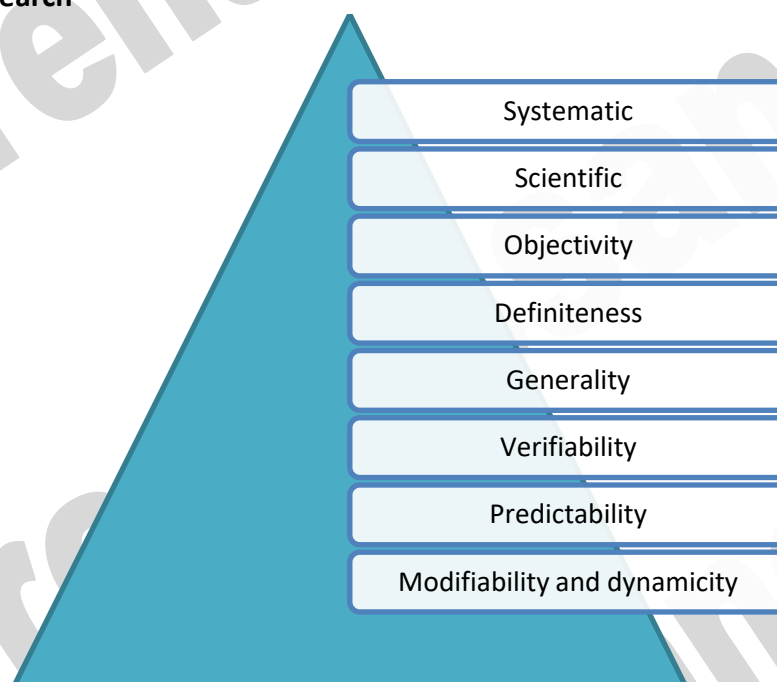 Systematic
Scientific
Objectivity
Definiteness
Generality
Verifiability
Predictability
Modifiability and dynamicity